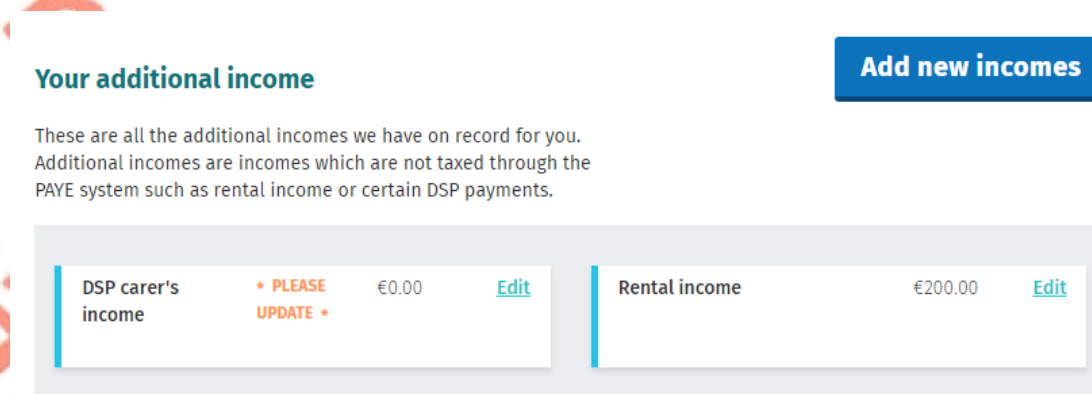 Add new incomes
Your additional income
These are all the additional incomes we have on record for you.
Additional incomes are incomes which are not taxed through the
PAYE system such as rental income or certain DSP payments.
DSP carer's
income
* PLEASE
UPDATE *
€0.00
Edit
Rental income
€200.00
Edit